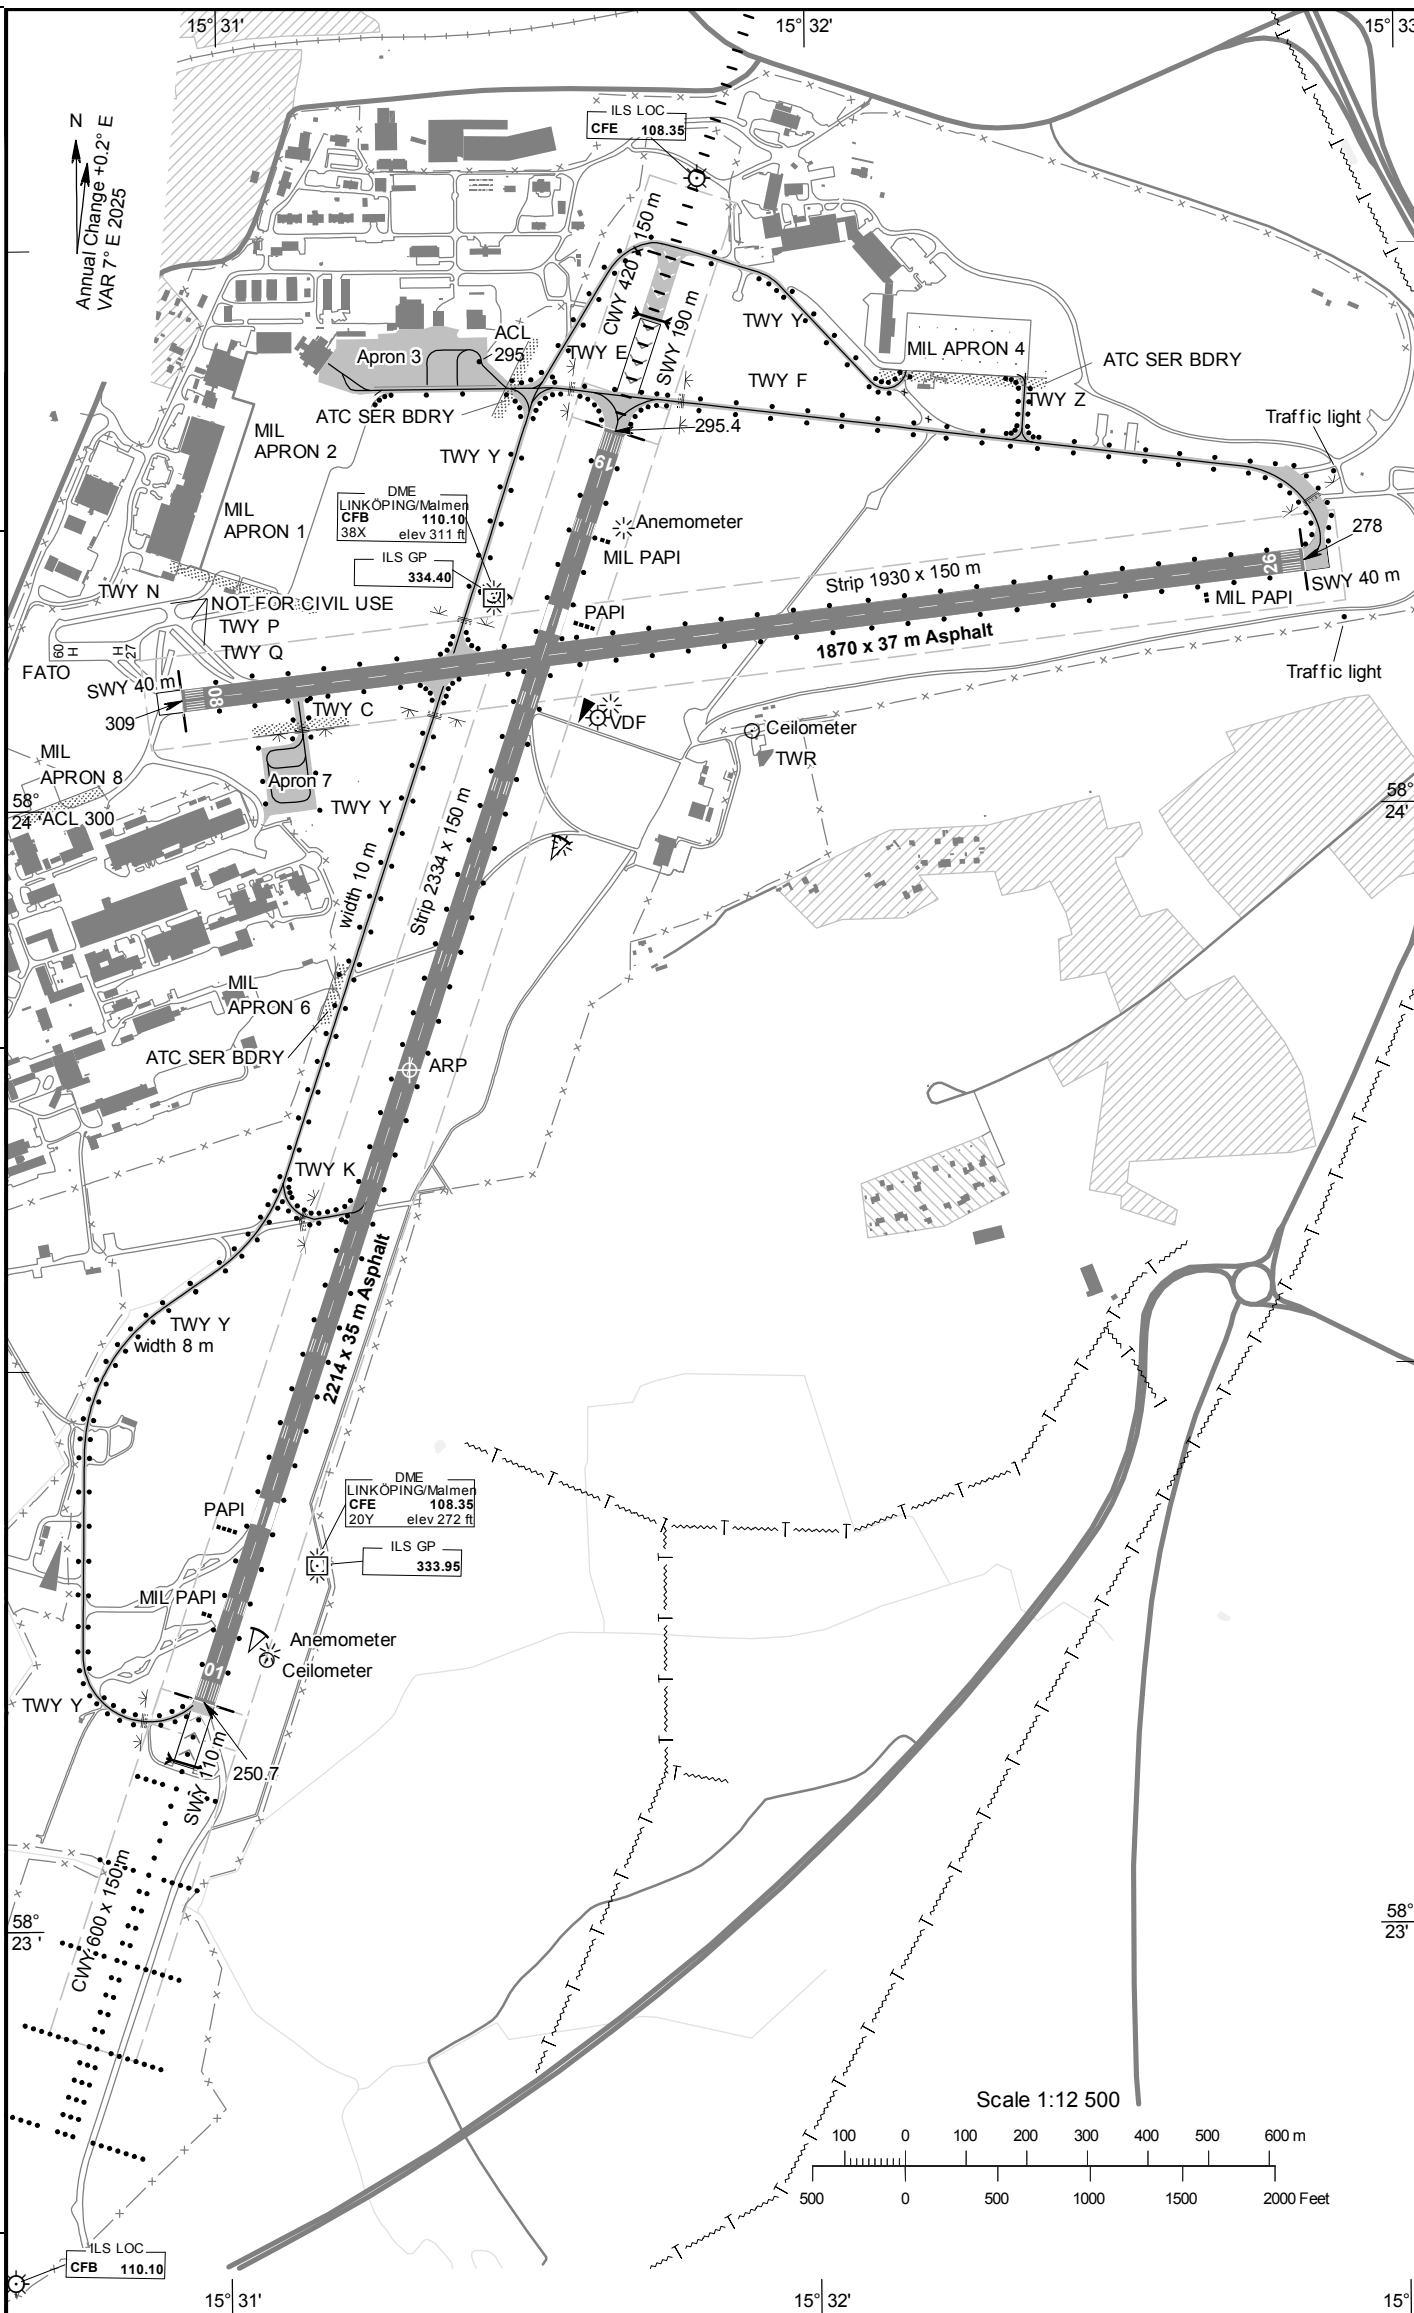 15° 31'
15° 32'
15° 33
N
Annual Change +0.2° E
VAR 7° E 2025
ILS LOC
CFE 108.35
CWY 420 x 150 m
SWY 190 m
TWY Y
MIL APRON 4
ATC SER BDRY
ACL
295
Apron 3
TWY E
TWY F
TWY Z
ATC SER BDRY
295.4
Traffic light
MIL
APRON 2
TWY Y
19
DME
LINKÖPING/Malmen
CFB 110.10
38X elev 311 ft
MIL
APRON 1
Anemometer
278
MIL PAPI
ILS GP
334.40
26
Strip 1930 x 150 m
SWY 40 m
TWY N
NOT FOR CIVIL USE
MIL PAPI
PAPI
TWY P
1870 x 37 m Asphalt
60
H
H
27
TWY Q
FATO
SWY 40 m
08
Traffic light
309
TWY C
VDF
Ceilometer
MIL
APRON 8
TWR
Apron 7
58°
24'
ACL 300
TWY Y
58°
24'
width 10 m
Strip 2334 x 150 m
MIL
APRON 6
ATC SER BDRY
ARP
TWY K
2214 x 35 m Asphalt
TWY Y
width 8 m
DME
LINKÖPING/Malmen
CFE 108.35
20Y elev 272 ft
PAPI
ILS GP
333.95
MIL PAPI
Anemometer
Ceilometer
01
TWY Y
250.7
SWY 110 m
CWY 600 x 150 m
58°
23 '
58°
23'
Scale 1:12 500
100 0 100 200 300 400 500 600 m
500 0 500 1000 1500 2000 Feet
ILS LOC
CFB 110.10
15° 31'
15° 32'
15°